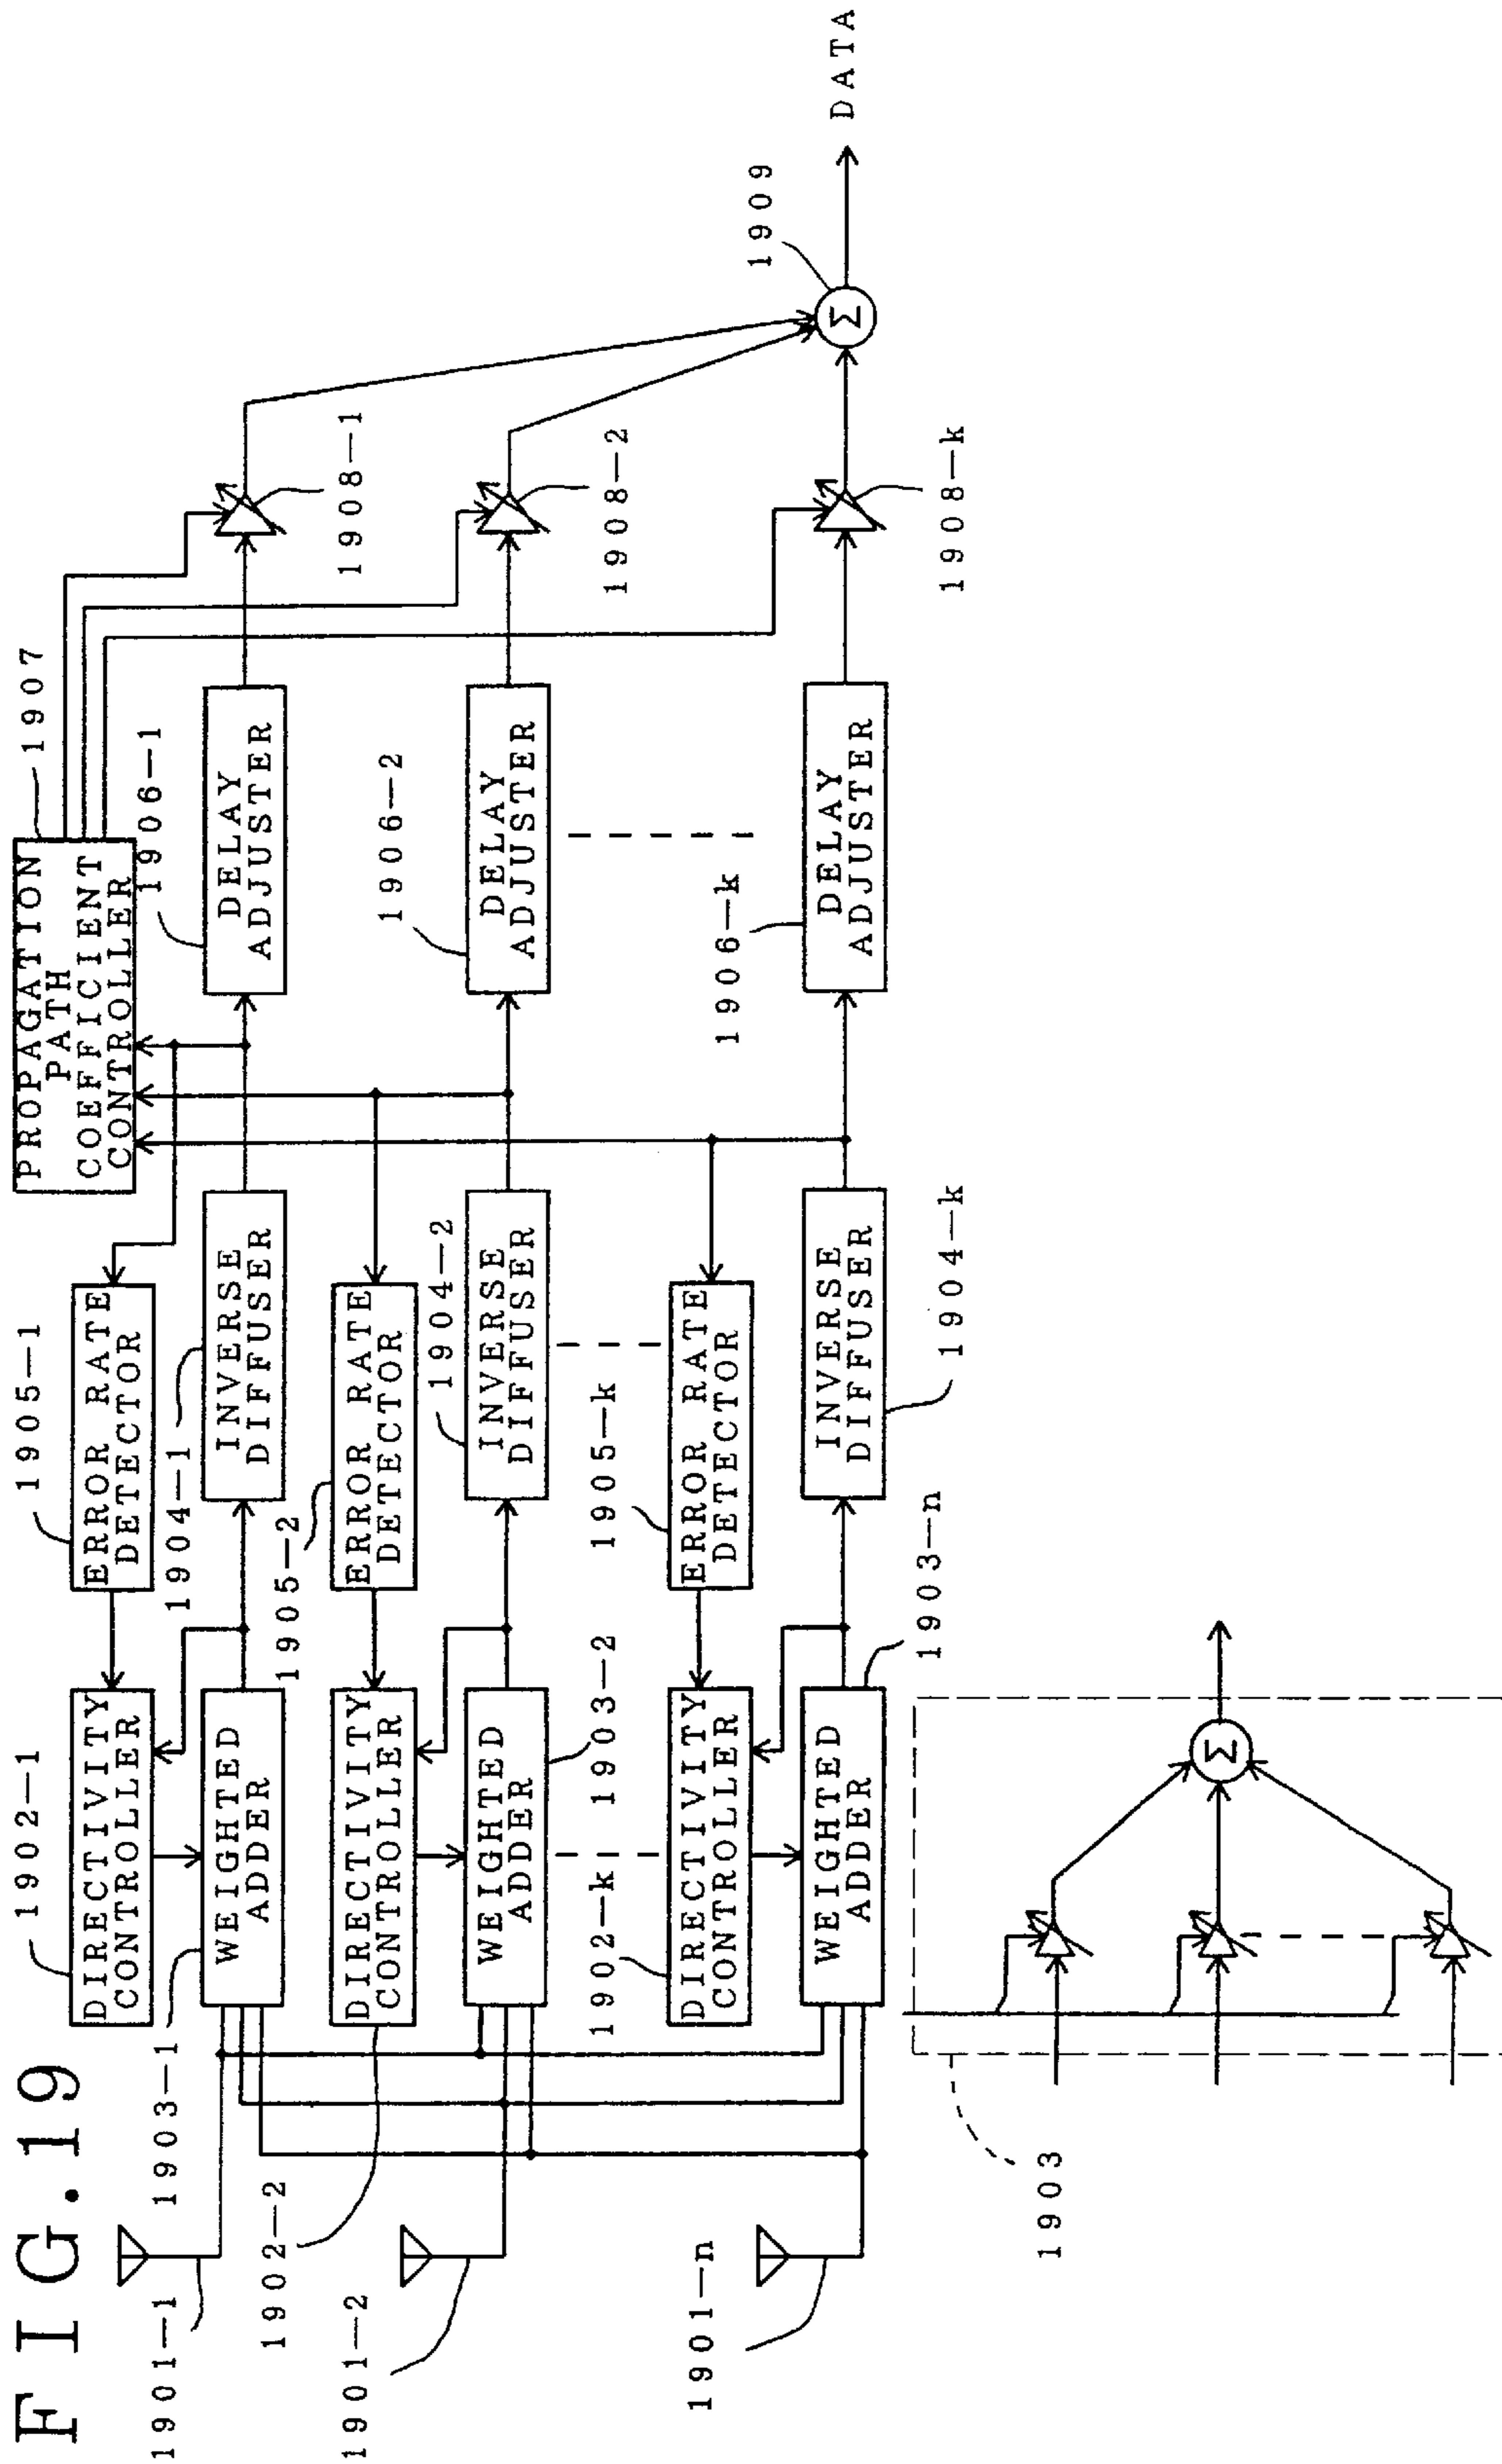 FIG.19
1901-1
1901-2
1901-n
1902-1
DIRECTIVITY
CONTROLLER
1903-1
WEIGHTED
ADDER
1902-2
DIRECTIVITY
CONTROLLER
WEIGHTED
ADDER
1903-2
1902-k
DIRECTIVITY
CONTROLLER
WEIGHTED
ADDER
1903-n
1905-1
ERROR RATE
DETECTOR
1904-1
INVERSE
DIFFUSER
1905-2
ERROR RATE
DETECTOR
1904-2
INVERSE
DIFFUSER
1905-k
ERROR RATE
DETECTOR
INVERSE
DIFFUSER
1904-k
PROPAGATION
PATH
COEFFICIENT
CONTROLLER
1907
1906-1
DELAY
ADJUSTER
1906-2
DELAY
ADJUSTER
1906-k
DELAY
ADJUSTER
1908-1
1908-2
1908-k
1909
Σ
DATA
1903
Σ